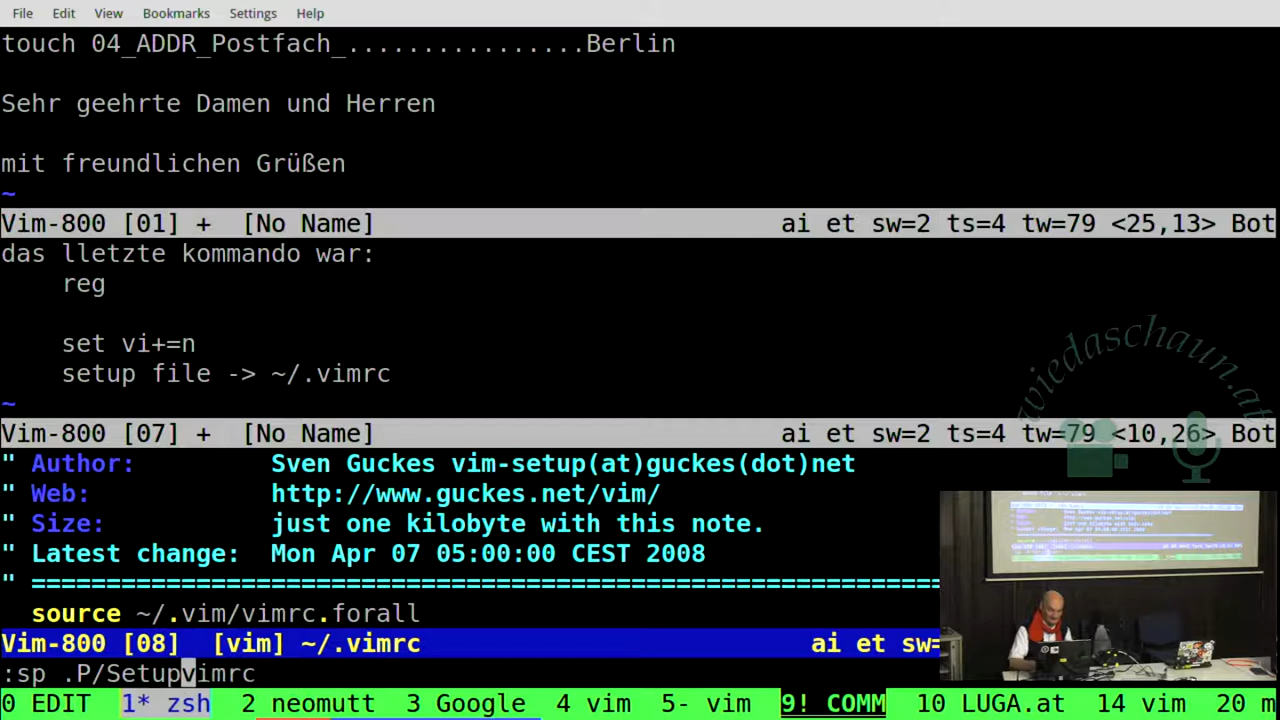 File Edit View Bookmarks Settings Help
touch 04_ADDR_Postfach_................Berlin
Sehr geehrte Damen und Herren
mit freundlichen Grüßen
~
Vim-800 [01] + [No Name] ai et sw=2 ts=4 tw=79 <25,13> Bot
das lletzte kommando war:
reg
set vi+=n
setup file -> ~/.vimrc
~
Vim-800 [07] + [No Name] ai et sw=2 ts=4 tw=79 <10,26> Bot
" Author: Sven Guckes vim-setup(at)guckes(dot)net
" Web: http://www.guckes.net/vim/
" Size: just one kilobyte with this note.
" Latest change: Mon Apr 07 05:00:00 CEST 2008
" =============================================================
source ~/.vim/vimrc.forall
Vim-800 [08] [vim] ~/.vimrc ai et sw=
:sp .P/Setupvimrc
0 EDIT 1* zsh 2 neomutt 3 Google 4 vim 5- vim 9! COMM 10 LUGA.at 14 vim 20 m
wiedaschaun.at